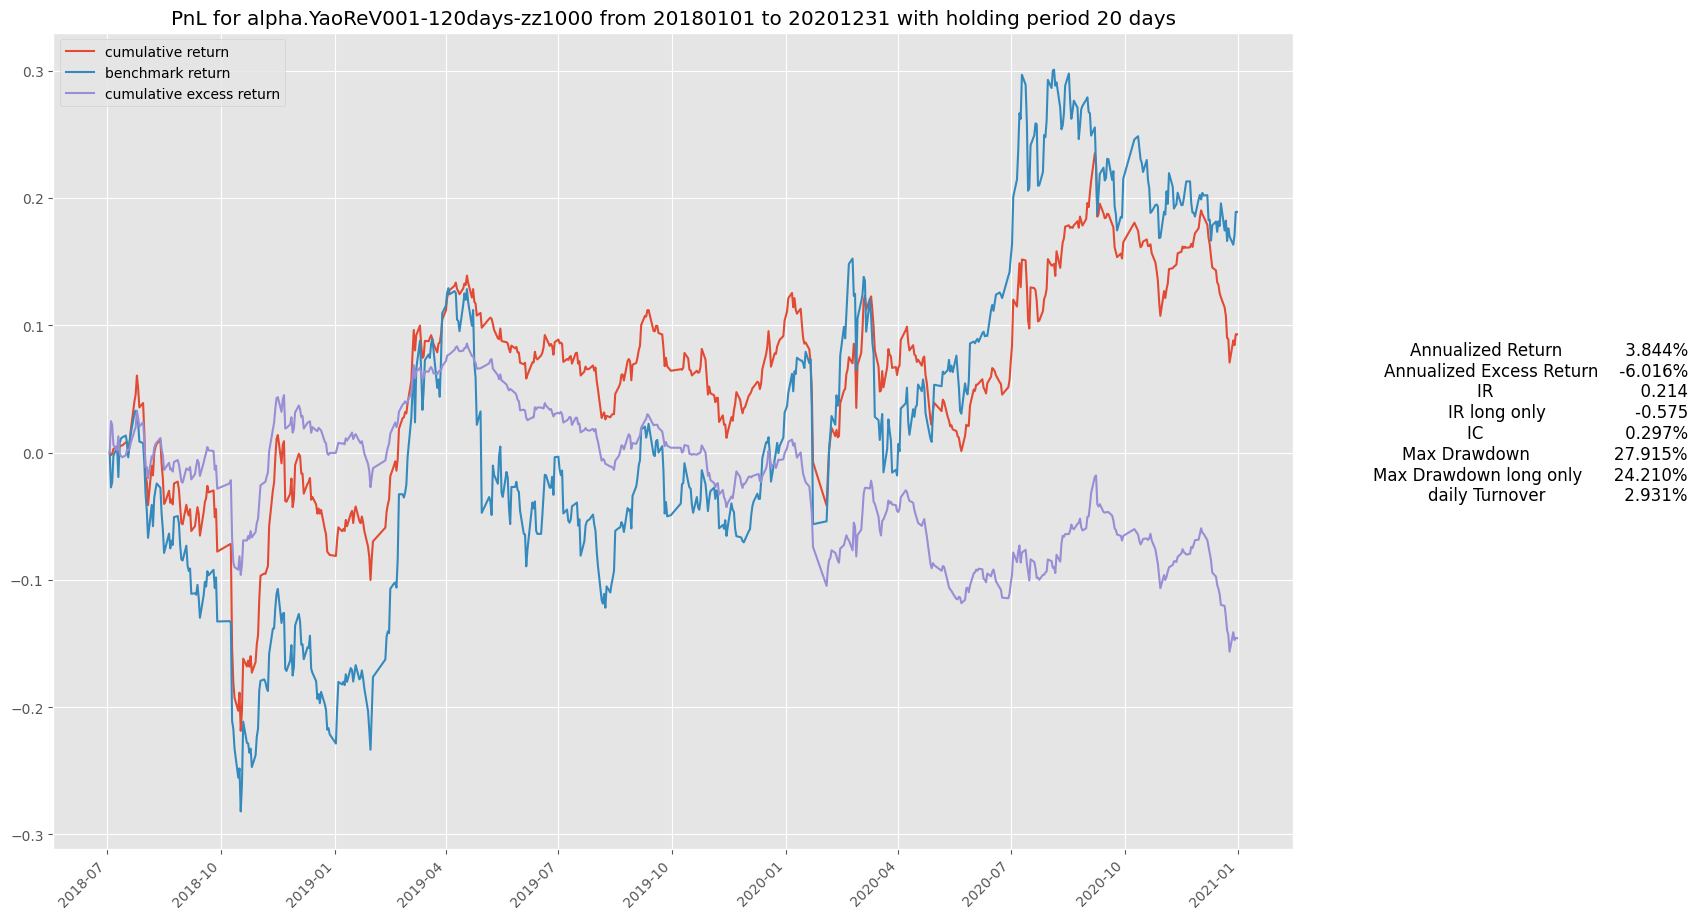 PnL for alpha.YaoReV001-120days-zz1000 from 20180101 to 20201231 with holding period 20 days
cumulative return
benchmark return
cumulative excess return
0.3
0.2
0.1
0.0
−0.1
−0.2
−0.3
2018-07
2018-10
2019-01
2019-04
2019-07
2019-10
2020-01
2020-04
2020-07
2020-10
2021-01
Annualized Return 3.844%
Annualized Excess Return -6.016%
IR 0.214
IR long only -0.575
IC 0.297%
Max Drawdown 27.915%
Max Drawdown long only 24.210%
daily Turnover 2.931%